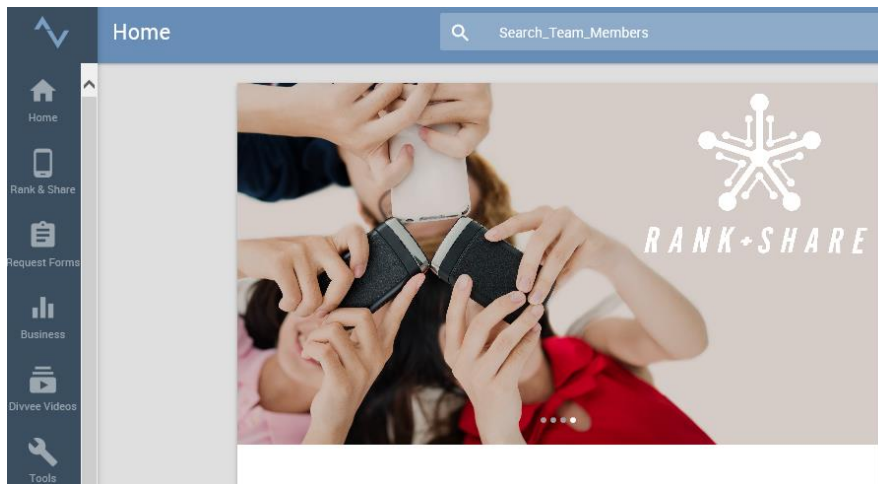 Home
Search_Team_Members
Home
Rank & Share
Request Forms
Business
Divvee Videos
Tools
RANK+SHARE